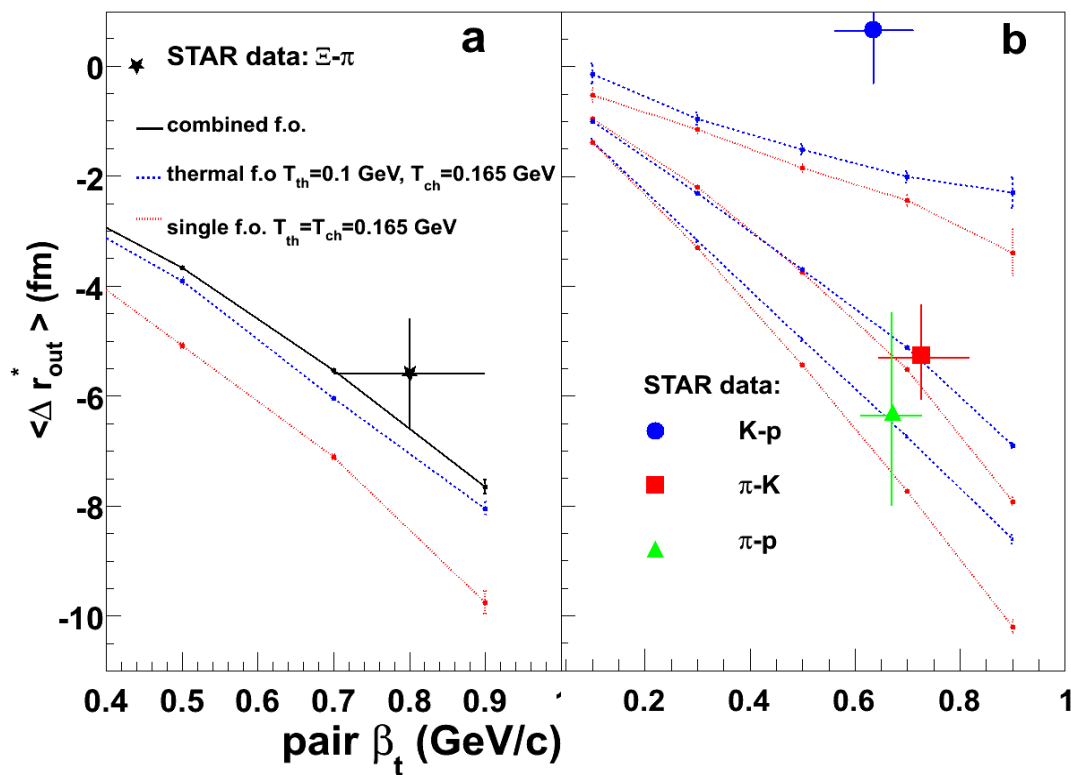 a
STAR data: Ξ-π
combined f.o.
thermal f.o T_th=0.1 GeV, T_ch=0.165 GeV
single f.o. T_th=T_ch=0.165 GeV
<Δ r*_out > (fm)
0
-2
-4
-6
-8
-10
0.4 0.5 0.6 0.7 0.8 0.9 1
pair β_t (GeV/c)
b
STAR data:
K-p
π-K
π-p
0.2 0.4 0.6 0.8 1